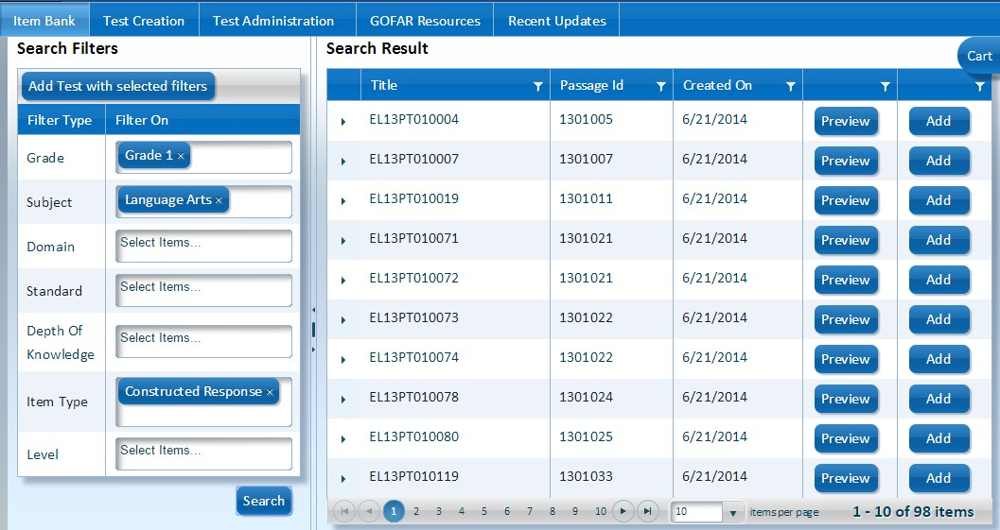 Item Bank Test Creation Test Administration GOFAR Resources Recent Updates
Search Filters
Add Test with selected filters
Filter Type Filter On
Grade Grade 1 ×
Subject Language Arts ×
Domain Select Items...
Standard Select Items...
Depth Of
Knowledge Select Items...
Item Type Constructed Response ×
Level Select Items...
Search
Search Result
Cart
Title Passage Id Created On
EL13PT010004 1301005 6/21/2014 Preview Add
EL13PT010007 1301007 6/21/2014 Preview Add
EL13PT010019 1301011 6/21/2014 Preview Add
EL13PT010071 1301021 6/21/2014 Preview Add
EL13PT010072 1301021 6/21/2014 Preview Add
EL13PT010073 1301022 6/21/2014 Preview Add
EL13PT010074 1301022 6/21/2014 Preview Add
EL13PT010078 1301024 6/21/2014 Preview Add
EL13PT010080 1301025 6/21/2014 Preview Add
EL13PT010119 1301033 6/21/2014 Preview Add
1 2 3 4 5 6 7 8 9 10 10 items per page 1 - 10 of 98 items